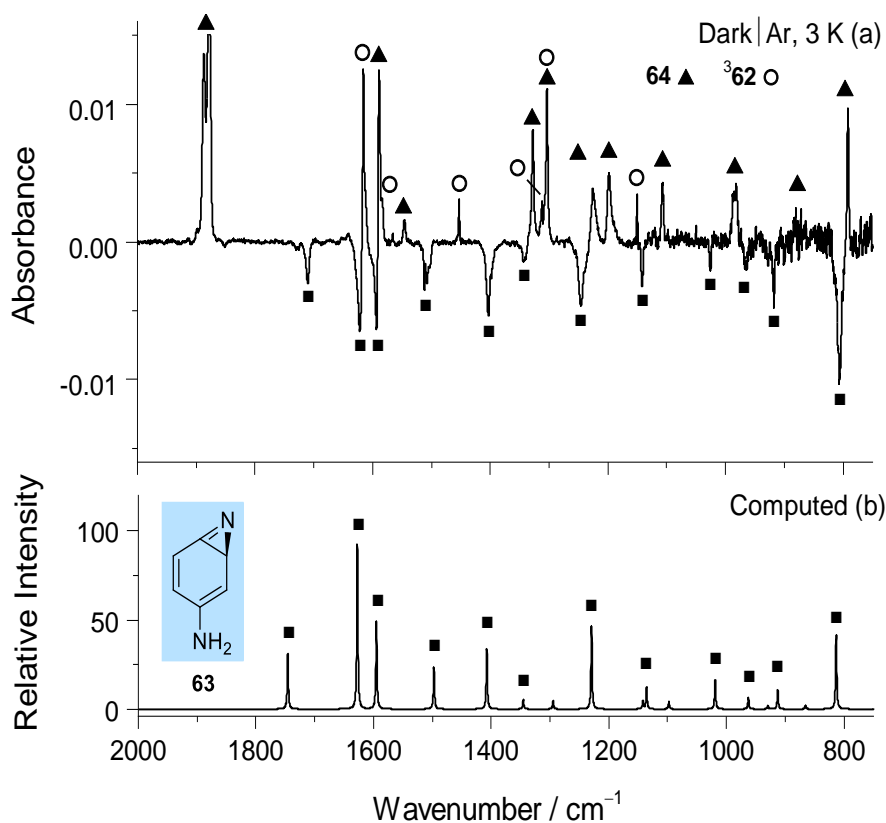 Dark|Ar, 3 K (a)
64 ▲ ³62 ○
0.01
0.00
-0.01
Absorbance
Computed (b)
100
50
0
Relative Intensity
N
NH₂
63
2000 1800 1600 1400 1200 1000 800
Wavenumber / cm⁻¹